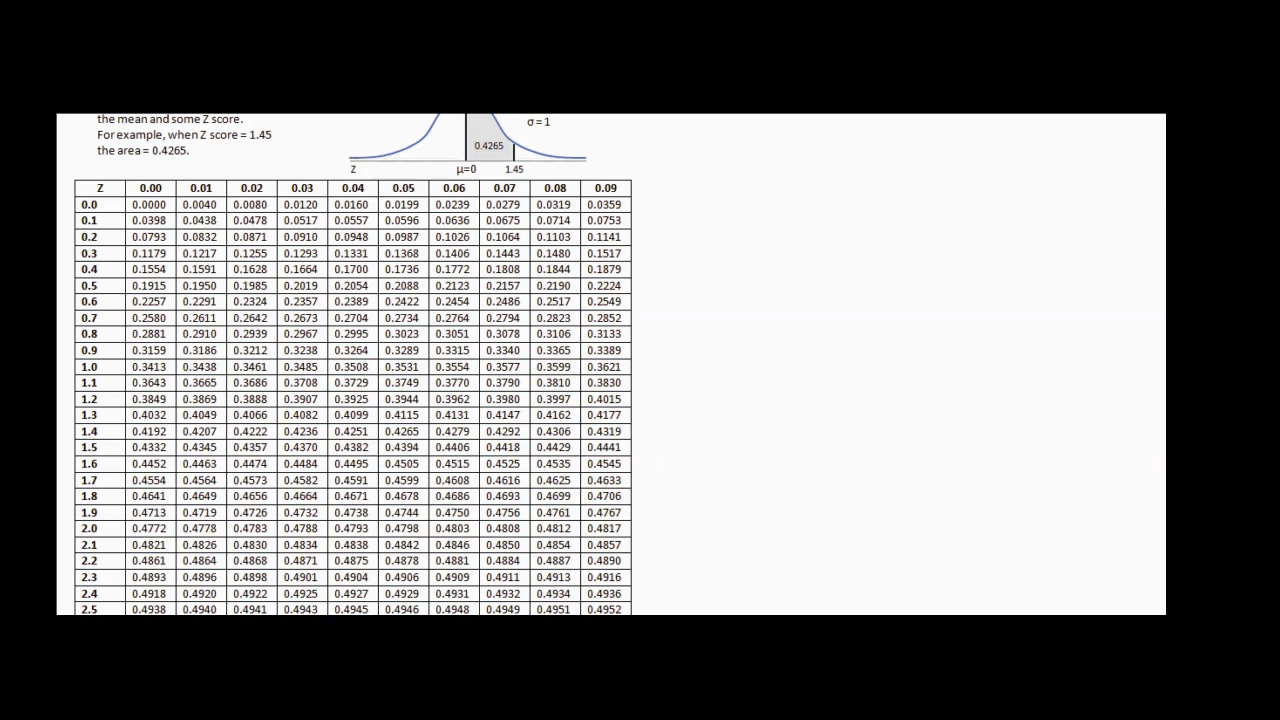 the mean and some Z score.
For example, when Z score = 1.45
the area = 0.4265.
σ = 1
0.4265
Z μ=0 1.45
Z 0.00 0.01 0.02 0.03 0.04 0.05 0.06 0.07 0.08 0.09
0.0 0.0000 0.0040 0.0080 0.0120 0.0160 0.0199 0.0239 0.0279 0.0319 0.0359
0.1 0.0398 0.0438 0.0478 0.0517 0.0557 0.0596 0.0636 0.0675 0.0714 0.0753
0.2 0.0793 0.0832 0.0871 0.0910 0.0948 0.0987 0.1026 0.1064 0.1103 0.1141
0.3 0.1179 0.1217 0.1255 0.1293 0.1331 0.1368 0.1406 0.1443 0.1480 0.1517
0.4 0.1554 0.1591 0.1628 0.1664 0.1700 0.1736 0.1772 0.1808 0.1844 0.1879
0.5 0.1915 0.1950 0.1985 0.2019 0.2054 0.2088 0.2123 0.2157 0.2190 0.2224
0.6 0.2257 0.2291 0.2324 0.2357 0.2389 0.2422 0.2454 0.2486 0.2517 0.2549
0.7 0.2580 0.2611 0.2642 0.2673 0.2704 0.2734 0.2764 0.2794 0.2823 0.2852
0.8 0.2881 0.2910 0.2939 0.2967 0.2995 0.3023 0.3051 0.3078 0.3106 0.3133
0.9 0.3159 0.3186 0.3212 0.3238 0.3264 0.3289 0.3315 0.3340 0.3365 0.3389
1.0 0.3413 0.3438 0.3461 0.3485 0.3508 0.3531 0.3554 0.3577 0.3599 0.3621
1.1 0.3643 0.3665 0.3686 0.3708 0.3729 0.3749 0.3770 0.3790 0.3810 0.3830
1.2 0.3849 0.3869 0.3888 0.3907 0.3925 0.3944 0.3962 0.3980 0.3997 0.4015
1.3 0.4032 0.4049 0.4066 0.4082 0.4099 0.4115 0.4131 0.4147 0.4162 0.4177
1.4 0.4192 0.4207 0.4222 0.4236 0.4251 0.4265 0.4279 0.4292 0.4306 0.4319
1.5 0.4332 0.4345 0.4357 0.4370 0.4382 0.4394 0.4406 0.4418 0.4429 0.4441
1.6 0.4452 0.4463 0.4474 0.4484 0.4495 0.4505 0.4515 0.4525 0.4535 0.4545
1.7 0.4554 0.4564 0.4573 0.4582 0.4591 0.4599 0.4608 0.4616 0.4625 0.4633
1.8 0.4641 0.4649 0.4656 0.4664 0.4671 0.4678 0.4686 0.4693 0.4699 0.4706
1.9 0.4713 0.4719 0.4726 0.4732 0.4738 0.4744 0.4750 0.4756 0.4761 0.4767
2.0 0.4772 0.4778 0.4783 0.4788 0.4793 0.4798 0.4803 0.4808 0.4812 0.4817
2.1 0.4821 0.4826 0.4830 0.4834 0.4838 0.4842 0.4846 0.4850 0.4854 0.4857
2.2 0.4861 0.4864 0.4868 0.4871 0.4875 0.4878 0.4881 0.4884 0.4887 0.4890
2.3 0.4893 0.4896 0.4898 0.4901 0.4904 0.4906 0.4909 0.4911 0.4913 0.4916
2.4 0.4918 0.4920 0.4922 0.4925 0.4927 0.4929 0.4931 0.4932 0.4934 0.4936
2.5 0.4938 0.4940 0.4941 0.4943 0.4945 0.4946 0.4948 0.4949 0.4951 0.4952